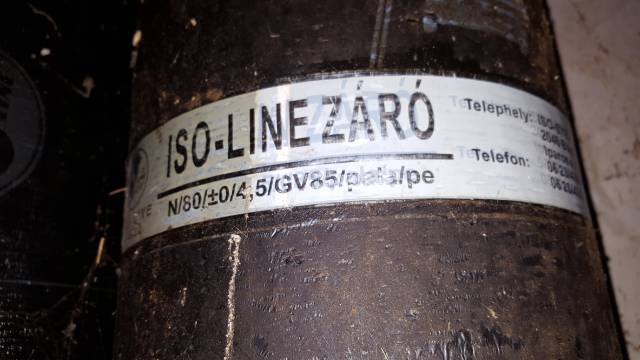 ISO-LINE ZÁRÓ
N/80/±0/4,5/GV85/pala/pe
Telephely:
Telefon: